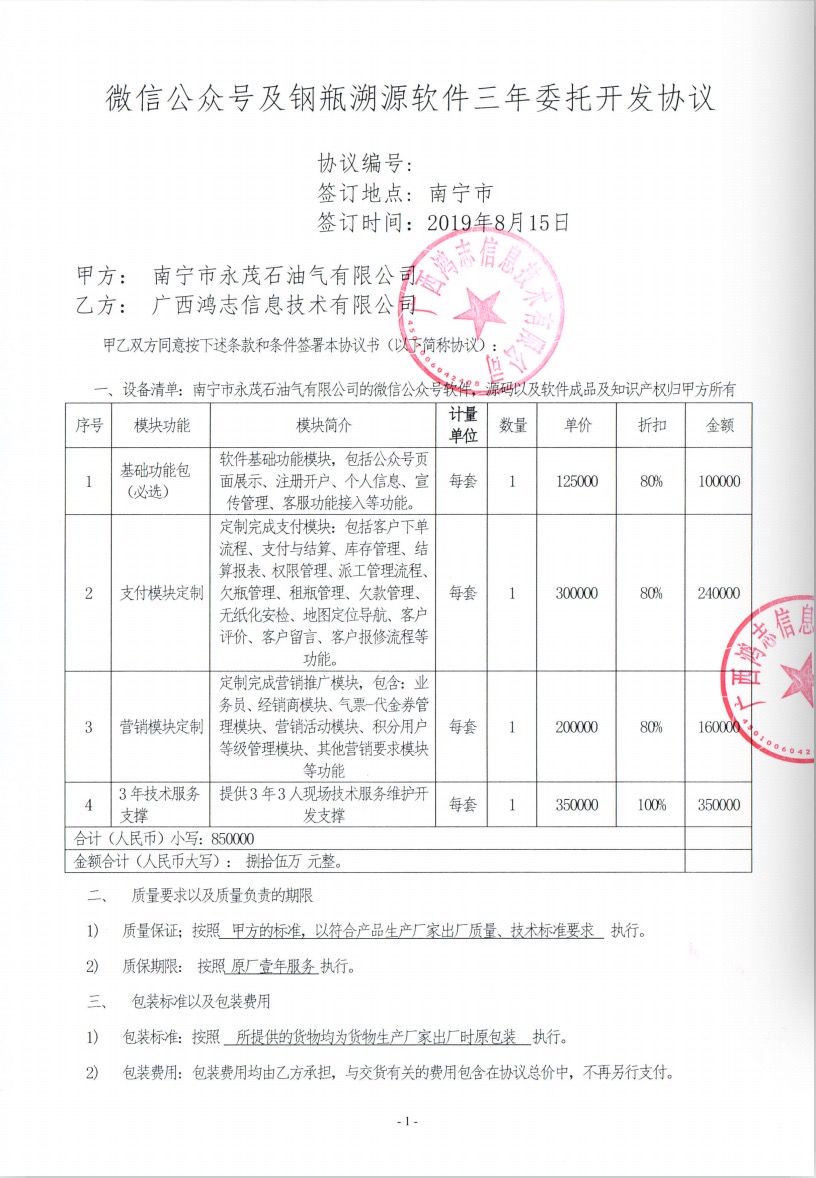 微信公众号及钢瓶溯源软件三年委托开发协议
协议编号:
签订地点: 南宁市
签订时间: 2019年8月15日
甲方: 南宁市永茂石油气有限公司
乙方: 广西鸿志信息技术有限公司
广西鸿志信息技术有限公司
甲乙双方同意按下述条款和条件签署本协议书（以下简称协议）:
一、设备清单: 南宁市永茂石油气有限公司的微信公众号软件, 源码以及软件成品及知识产权归甲方所有
序号 模块功能 模块简介 计量单位 数量 单价 折扣 金额
1 基础功能包（必选） 软件基础功能模块, 包括公众号页
面展示、注册开户、个人信息、宣
传管理、客服功能接入等功能。 每套 1 125000 80% 100000
2 支付模块定制 定制完成支付模块: 包括客户下单
流程、支付与结算、库存管理、结
算报表、权限管理、派工管理流程、
欠瓶管理、租瓶管理、欠款管理、
无纸化安检、地图定位导航、客户
评价、客户留言、客户报修流程等
功能。 每套 1 300000 80% 240000
3 营销模块定制 定制完成营销推广模块, 包含: 业
务员、经销商模块、气票-代金券管
理模块、营销活动模块、积分用户
等级管理模块、其他营销要求模块
等功能 每套 1 200000 80% 160000
4 3年技术服务支撑 提供3年3人现场技术服务维护开
发支撑 每套 1 350000 100% 350000
合计（人民币）小写: 850000
金额合计（人民币大写）: 捌拾伍万 元整。
广西鸿志信息
二、 质量要求以及质量负责的期限
1) 质量保证; 按照 甲方的标准, 以符合产品生产厂家出厂质量、技术标准要求 执行。
2) 质保期限: 按照 原厂壹年服务 执行。
三、 包装标准以及包装费用
1) 包装标准: 按照 所提供的货物均为货物生产厂家出厂时原包装 执行。
2) 包装费用: 包装费用均由乙方承担, 与交货有关的费用包含在协议总价中, 不再另行支付。
- 1 -